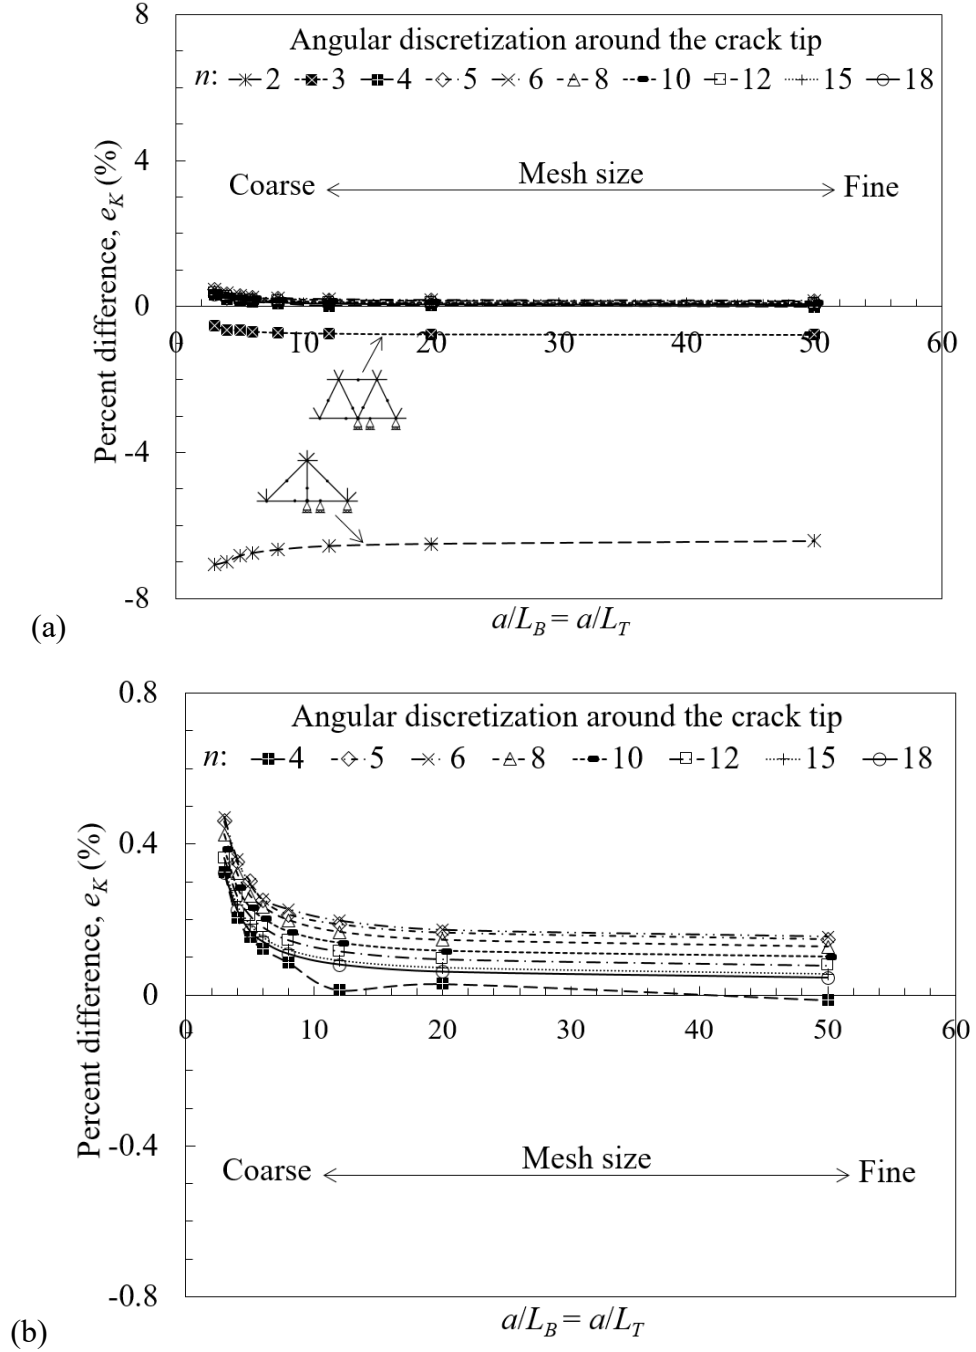 8
Angular discretization around the crack tip
n: 2 3 4 5 6 8 10 12 15 18
4
Percent difference, eK (%)
Coarse Mesh size Fine
0
0 10 20 30 40 50 60
-4
-8
a/LB = a/LT
(a)
0.8
Angular discretization around the crack tip
n: 4 5 6 8 10 12 15 18
0.4
Percent difference, eK (%)
0
0 10 20 30 40 50 60
-0.4
Coarse Mesh size Fine
-0.8
a/LB = a/LT
(b)